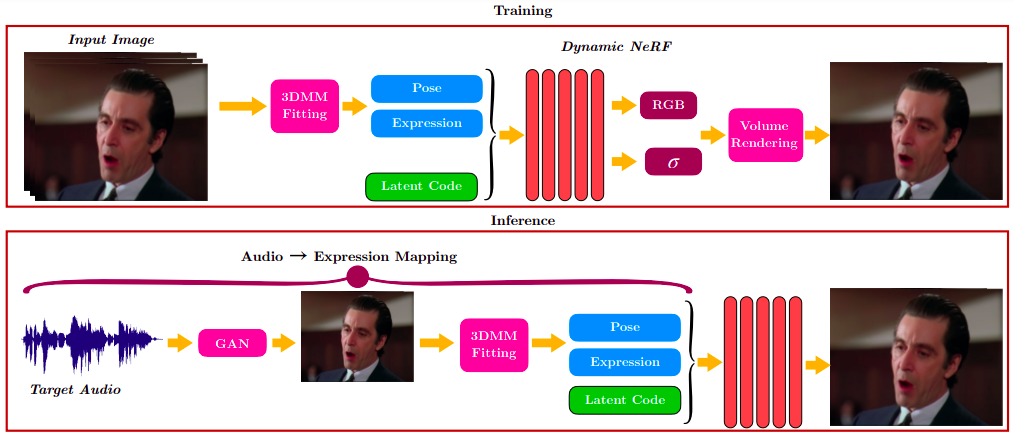 Training
Input Image
Dynamic NeRF
3DMM
Fitting
Pose
Expression
Latent Code
RGB
σ
Volume
Rendering
Inference
Audio → Expression Mapping
Target Audio
GAN
3DMM
Fitting
Pose
Expression
Latent Code